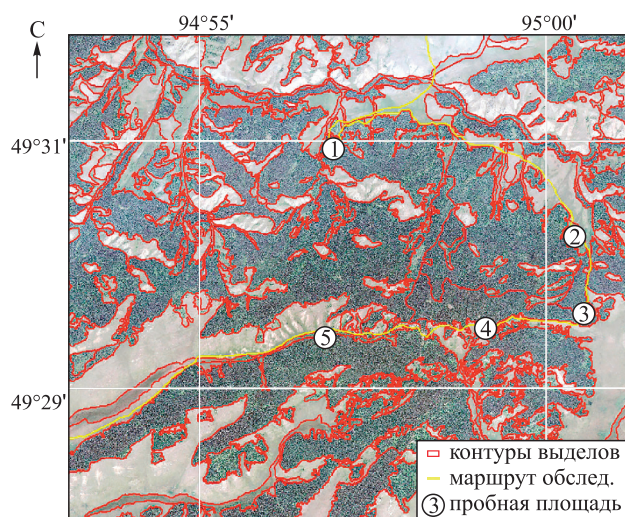 94°55' 95°00'
С
49°31'
1
2
3
4
5
49°29'
контуры выделов
маршрут обслед.
3 пробная площадь